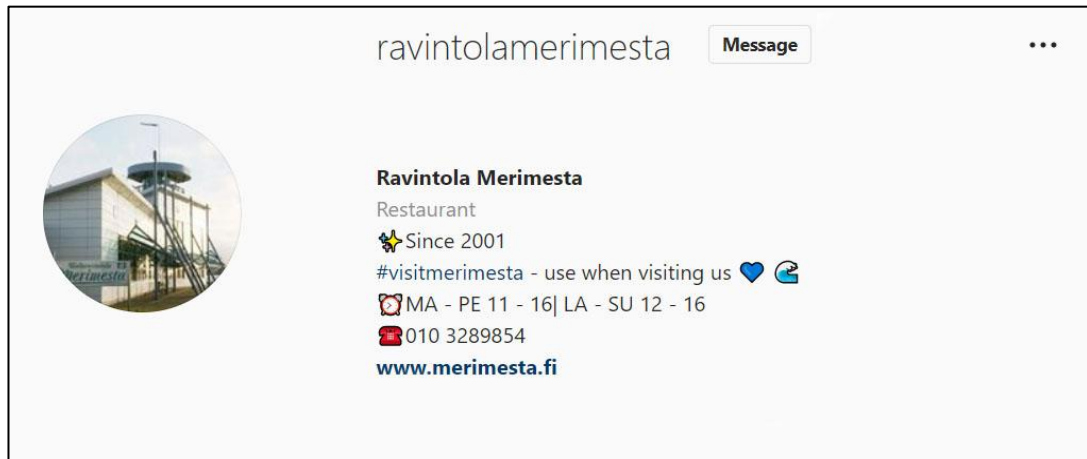 ravintolamerimesta Message
Ravintola Merimesta
Restaurant
✨Since 2001
#visitmerimesta - use when visiting us 💙 🌊
⏰MA - PE 11 - 16| LA - SU 12 - 16
☎️010 3289854
www.merimesta.fi
Merimesta